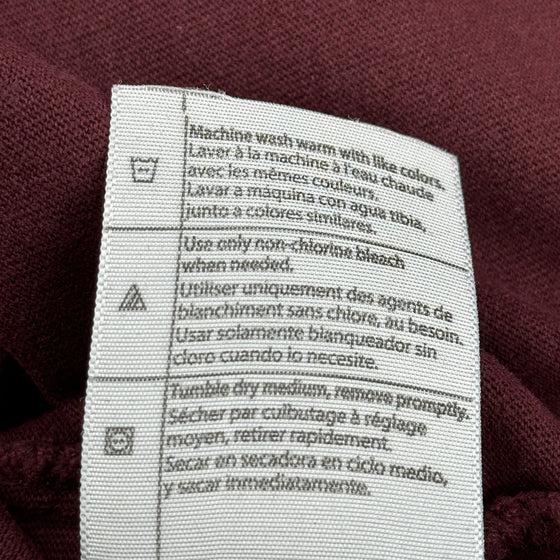 Machine wash warm with like colors.
Laver à la machine à l'eau chaude
avec les mêmes couleurs.
Lavar a máquina con agua tibia,
junto a colores similares.
Use only non-chlorine bleach
when needed.
Utiliser uniquement des agents de
blanchiment sans chlore, au besoin.
Usar solamente blanqueador sin
cloro cuando lo necesite.
Tumble dry medium, remove promptly.
Sécher par culbutage à réglage
moyen, retirer rapidement.
Secar en secadora en ciclo medio,
y sacar inmediatamente.